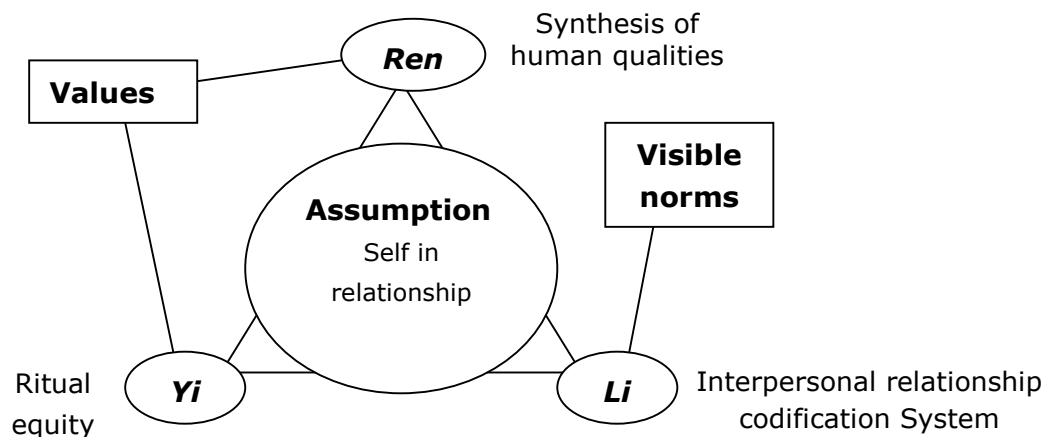 Synthesis of
human qualities
Ren
Values
Visible
norms
Assumption
Self in
relationship
Ritual
equity
Yi
Li
Interpersonal relationship
codification System